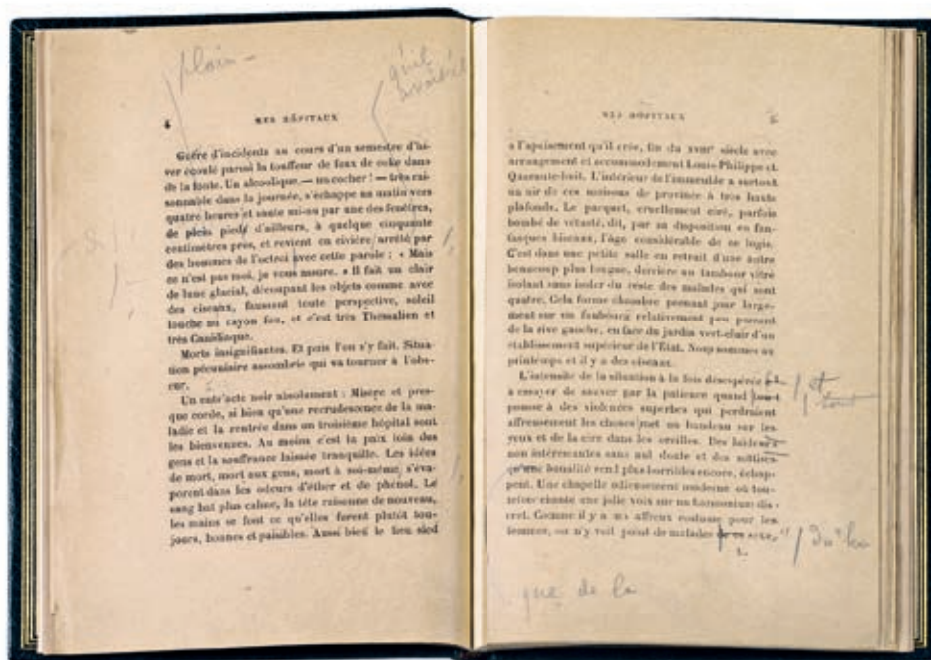 plain —
qu'il
4
MES HÔPITAUX
Guère d'incidents au cours d'un semestre d'hi-
ver écoulé parmi la touffeur de feux de coke dans
de la fonte. Un alcoolique, — un cocher ! — très rai-
sonnable dans la journée, s'échappe un matin vers
quatre heures et saute mi-nu par une des fenêtres,
de plein pied d'ailleurs, à quelque cinquante
centimètres près, et revient en civière arrêté par
des hommes de l'octroi avec cette parole : « Mais
ce n'est pas moi, je vous assure. » Il fait un clair
de lune glacial, découpant les objets comme avec
des ciseaux, faussant toute perspective, soleil
louche au rayon fou, et c'est très Thomalien et
très Canidinque.
Morts insignifiantes. Et puis l'on s'y fait. Situa-
tion pécuniaire assombrie qui va tourner à l'obs-
cur.
Un entr'acte noir absolument : Misère et pres-
que corde, si bien qu'une recrudescence de la ma-
ladie et la rentrée dans un troisième hôpital sont
les bienvenues. Au moins c'est la paix loin des
gens et la souffrance laissée tranquille. Les idées
de mort, mort aux gens, mort à soi-même, s'éva-
porent dans les odeurs d'éther et de phénol. Le
sang bat plus calme, la tête raisonne de nouveau,
les mains se font ce qu'elles furent plutôt tou-
jours, bonnes et paisibles. Aussi bien le lieu sied
MES HÔPITAUX
5
à l'apaisement qu'il crée, fin du XVIIIe siècle avec
arrangement et accommodement Louis-Philippe et
Quarante-huit. L'intérieur de l'immeuble a surtout
un air de ces maisons de province à très hauts
plafonds. Le parquet, cruellement ciré, parfois
bombé de vétusté, dit, par sa disposition en fan-
tasques biseaux, l'âge considérable de ce logis.
C'est dans une petite salle en retrait d'une autre
beaucoup plus longue, derrière un tambour vitré
isolant sans isoler du reste des malades qui sont
quatre. Cela forme chambre prenant jour large-
ment sur un faubourg relativement peu passant
de la rive gauche, en face du jardin vert-clair d'un
établissement supérieur de l'État. Nous sommes au
printemps et il y a des oiseaux.
L'intensité de la situation à la fois désespérée
à essayer de sauver par la patience quand tout
pousse à des violences superbes qui perdraient
affreusement les choses met un bandeau sur les
yeux et de la cire dans les oreilles. Des laideurs
non intéressantes sans nul doute et des sottises
qu'une banalité rend plus horribles encore, échap-
pent. Une chapelle odieusement moderne où tou-
tefois chante une jolie voix sur un harmonium dis-
cret. Comme il y a un affreux costume pour les
femmes, on n'y voit point de malades
1.
et
tout
que de la